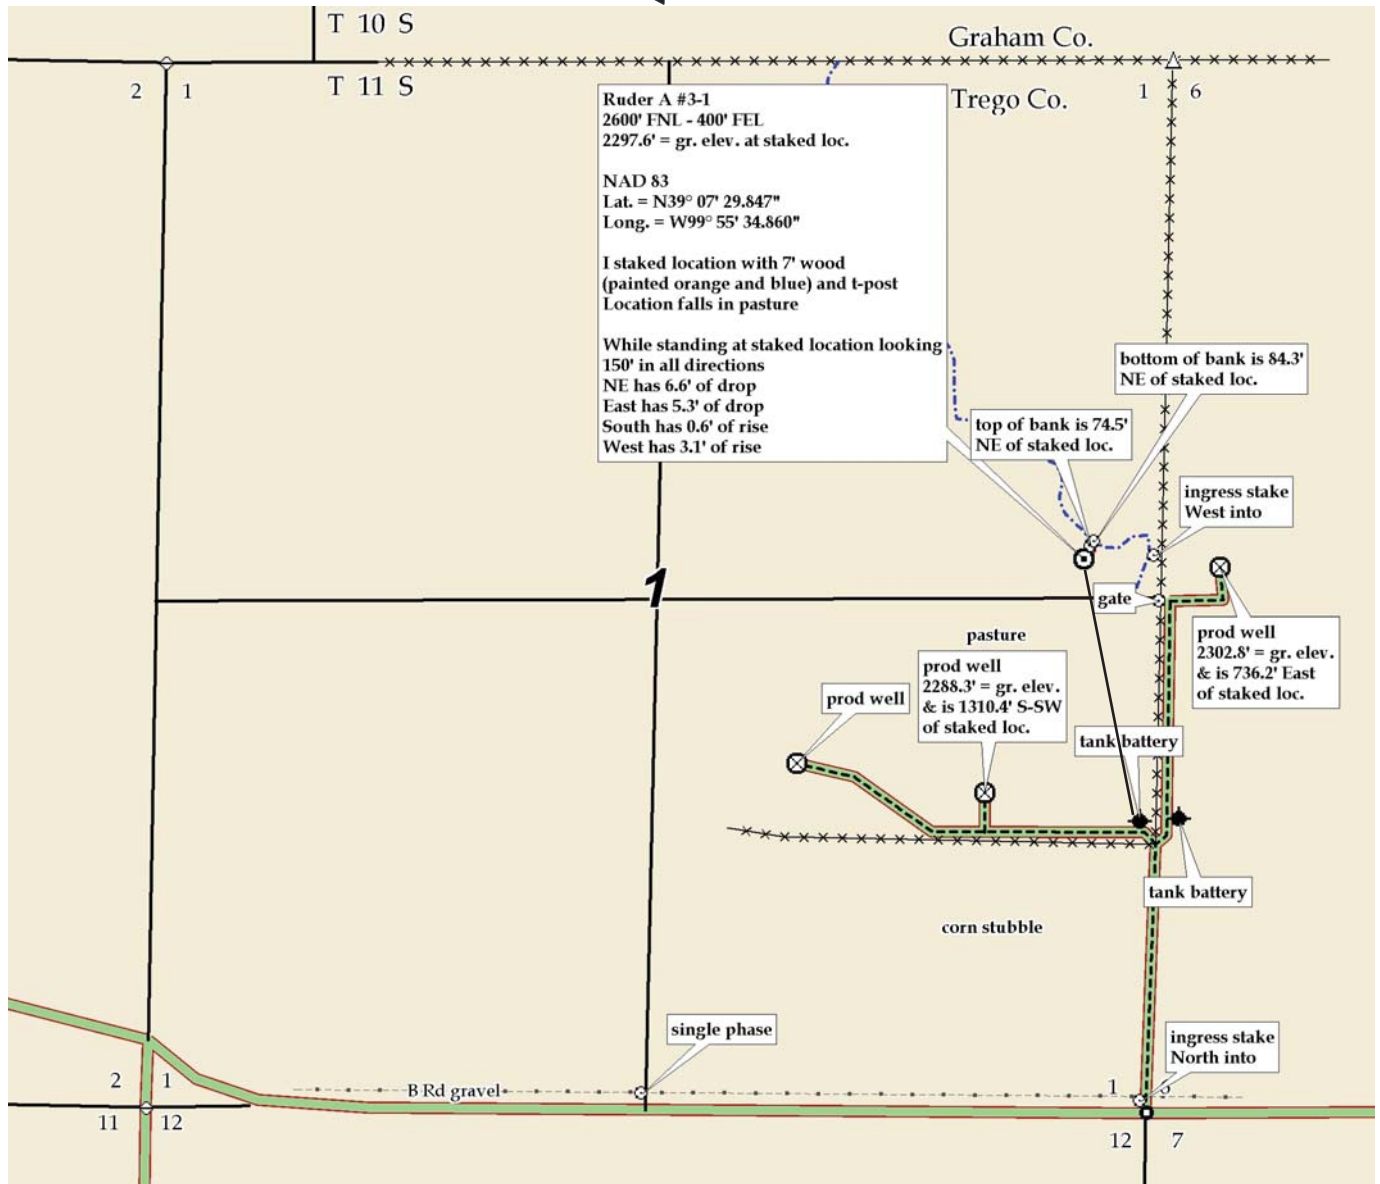 T 10 S
Graham Co.
2 1
T 11 S
Trego Co.
1 6
Ruder A #3-1
2600' FNL - 400' FEL
2297.6' = gr. elev. at staked loc.
NAD 83
Lat. = N39° 07' 29.847"
Long. = W99° 55' 34.860"
I staked location with 7' wood
(painted orange and blue) and t-post
Location falls in pasture
While standing at staked location looking
150' in all directions
NE has 6.6' of drop
East has 5.3' of drop
South has 0.6' of rise
West has 3.1' of rise
bottom of bank is 84.3'
NE of staked loc.
top of bank is 74.5'
NE of staked loc.
ingress stake
West into
1
gate
pasture
prod well
2302.8' = gr. elev.
& is 736.2' East
of staked loc.
prod well
2288.3' = gr. elev.
& is 1310.4' S-SW
of staked loc.
prod well
tank battery
tank battery
corn stubble
single phase
ingress stake
North into
B Rd gravel
2 1
1 6
11 12
12 7